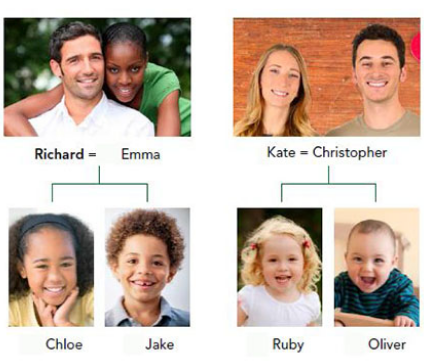 Richard = Emma
Kate = Christopher
Chloe
Jake
Ruby
Oliver